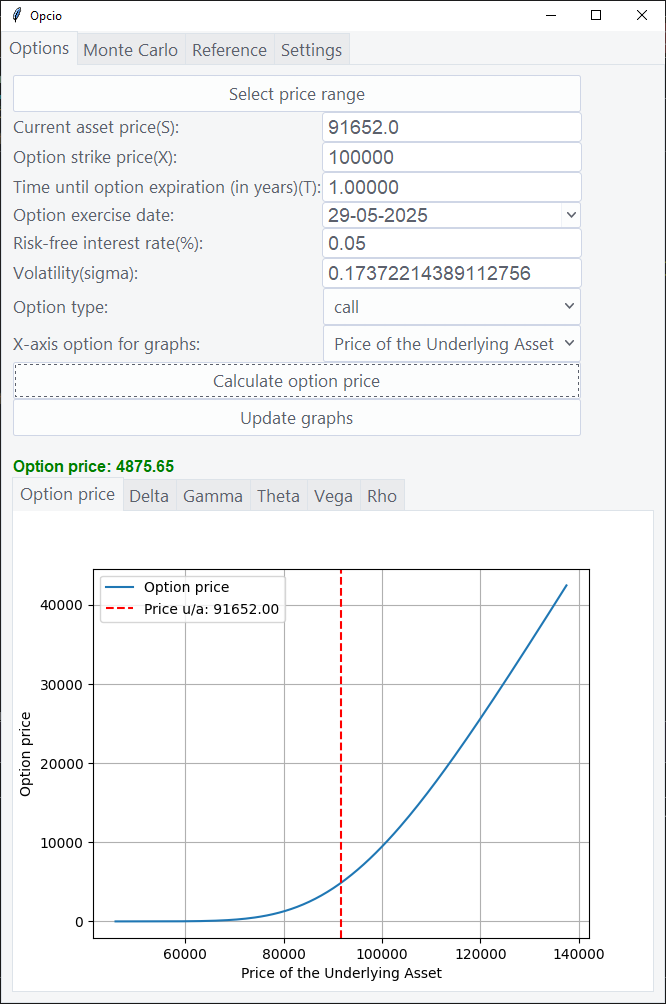 Opcio
Options Monte Carlo Reference Settings
Select price range
Current asset price(S): 91652.0
Option strike price(X): 100000
Time until option expiration (in years)(T): 1.00000
Option exercise date: 29-05-2025
Risk-free interest rate(%): 0.05
Volatility(sigma): 0.17372214389112756
Option type: call
X-axis option for graphs: Price of the Underlying Asset
Calculate option price
Update graphs
Option price: 4875.65
Option price Delta Gamma Theta Vega Rho
Option price
Price u/a: 91652.00
40000
30000
20000
10000
0
Option price
60000 80000 100000 120000 140000
Price of the Underlying Asset